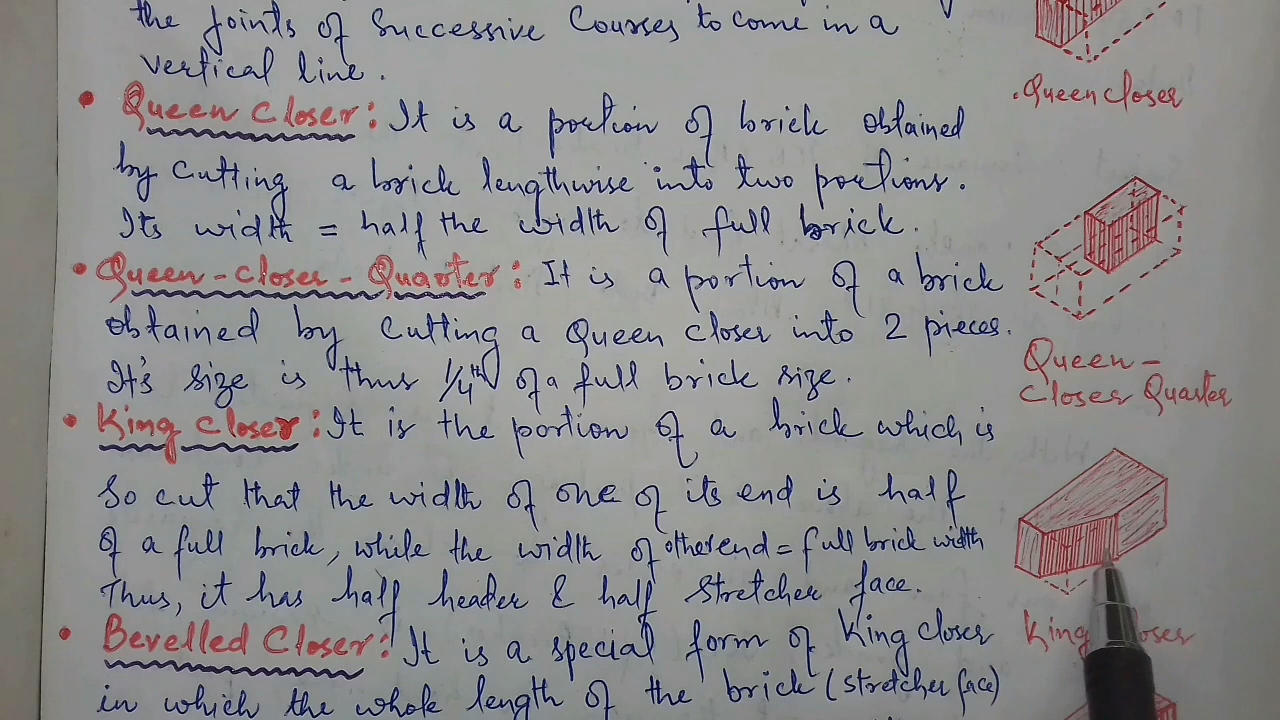 the joints of Successive Courses to come in a
vertical line.
.Queen closer
• Queen Closer: It is a portion of brick obtained
by cutting a brick lengthwise into two portions.
Its width = half the width of full brick.
• Queen-closer-Quarter: It is a portion of a brick
obtained by cutting a Queen closer into 2 pieces.
It's size is thus 1/4th of a full brick size.
Queen-
Closer Quarter
• King closer: It is the portion of a brick which is
So cut that the width of one of its end is half
of a full brick, while the width of other end = full brick width
Thus, it has half header & half stretcher face.
King
• Bevelled Closer: It is a special form of King closer
in which the whole length of the brick (stretcher face)